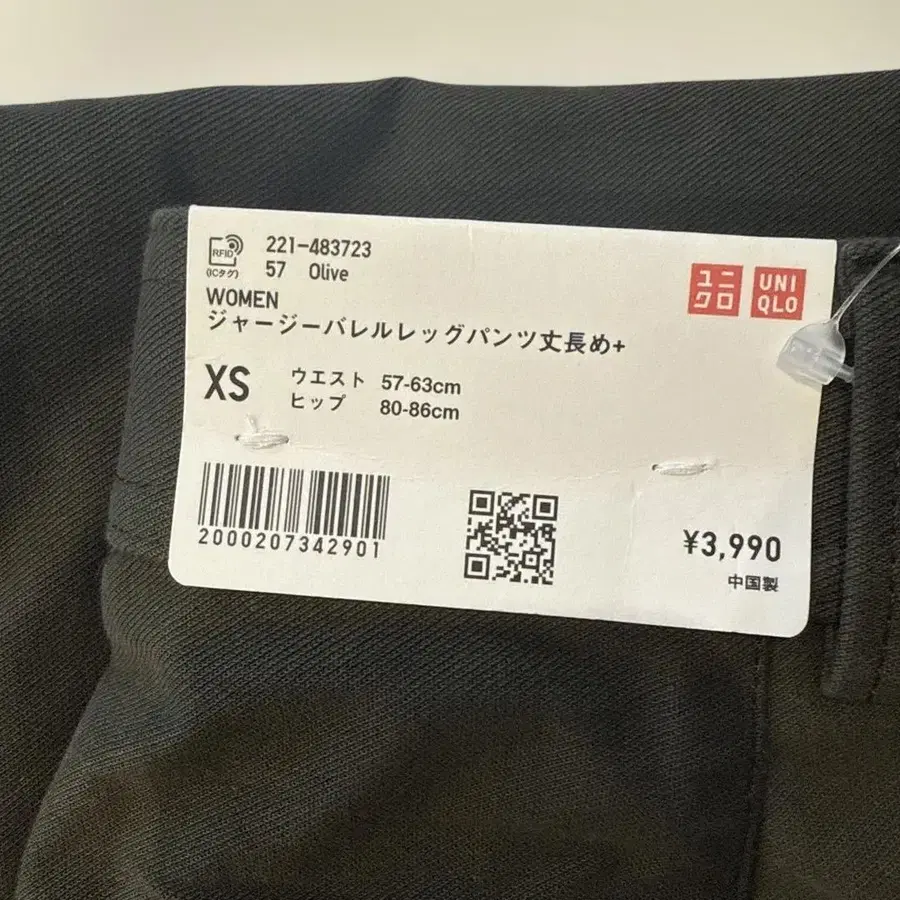 RFID
(ICタグ)
221-483723
57 Olive
WOMEN
ジャージーバレルレッグパンツ丈長め+
XS
ウエスト 57-63cm
ヒップ 80-86cm
ユニ
クロ
UNI
QLO
2000207342901
¥3,990
中国製